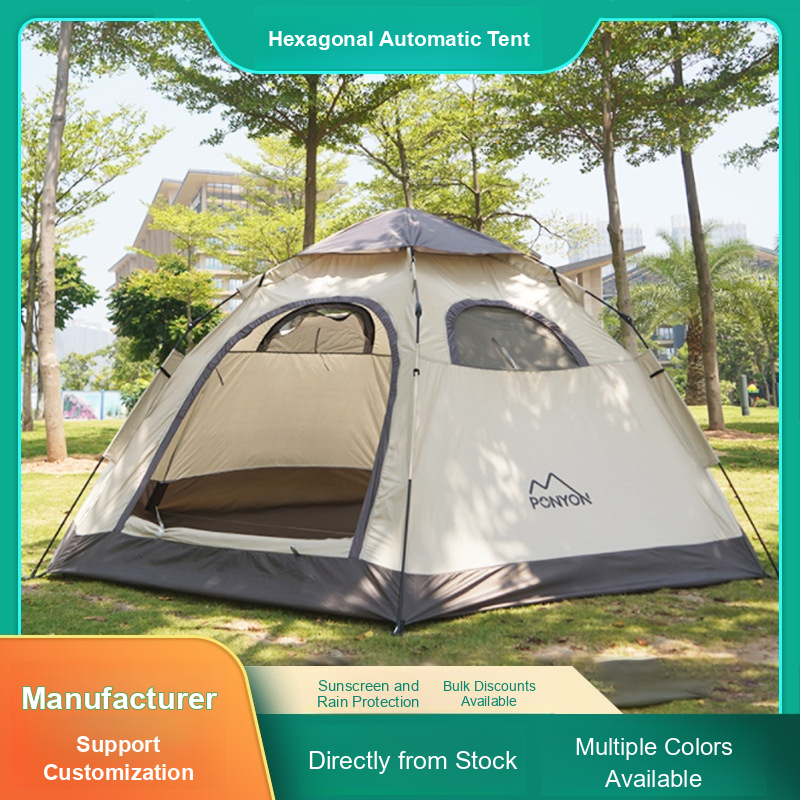 Hexagonal Automatic Tent
PONYON
Sunscreen and
Rain Protection
Bulk Discounts
Available
Manufacturer
Support
Customization
Directly from Stock
Multiple Colors
Available